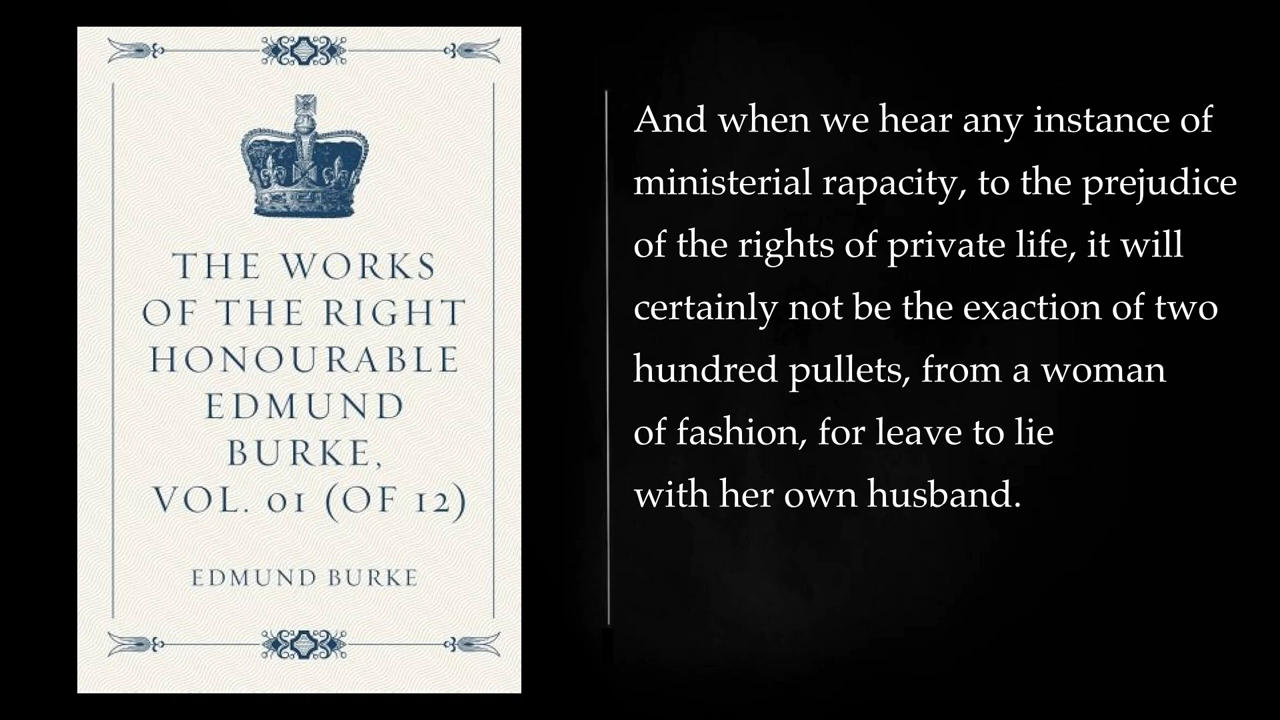 THE WORKS
OF THE RIGHT
HONOURABLE
EDMUND
BURKE,
VOL. 01 (OF 12)
EDMUND BURKE
And when we hear any instance of
ministerial rapacity, to the prejudice
of the rights of private life, it will
certainly not be the exaction of two
hundred pullets, from a woman
of fashion, for leave to lie
with her own husband.